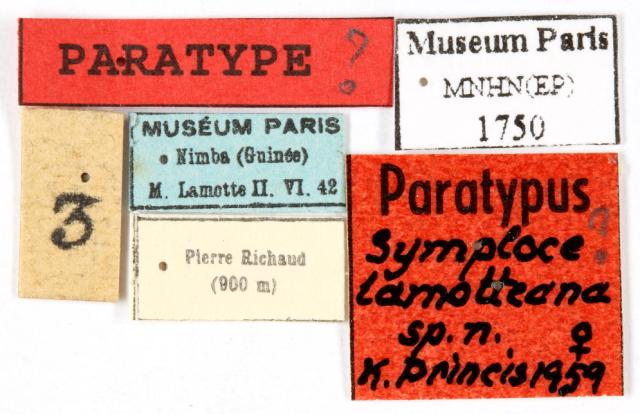 PARATYPE ?
Museum Paris
MNHN(EP)
1750
3
MUSÉUM PARIS
Nimba (Guinée)
M. Lamotte II. VI. 42
Pierre Richaud
(900 m)
Paratypus
?
Symploce
lamotteana
sp. n. ♀
K. Princis 1959